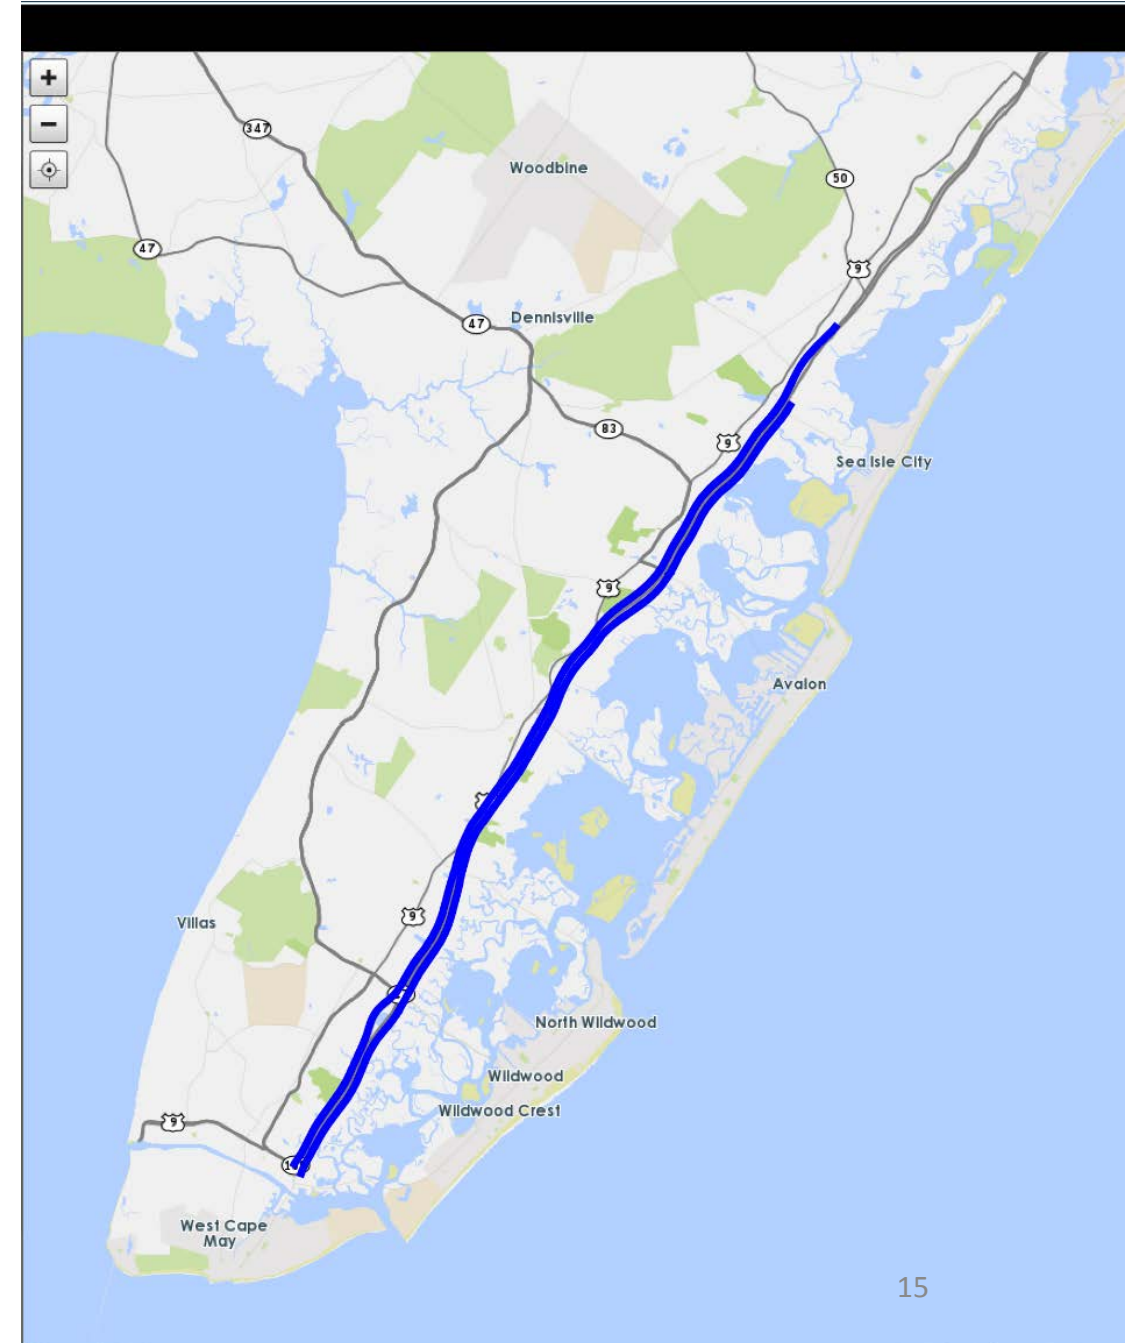 +
−
347
Woodbine
50
47
9
47
Dennisville
83
9
Sea Isle City
9
Avalon
9
Villas
North Wildwood
Wildwood
Wildwood Crest
9
West Cape
May
15